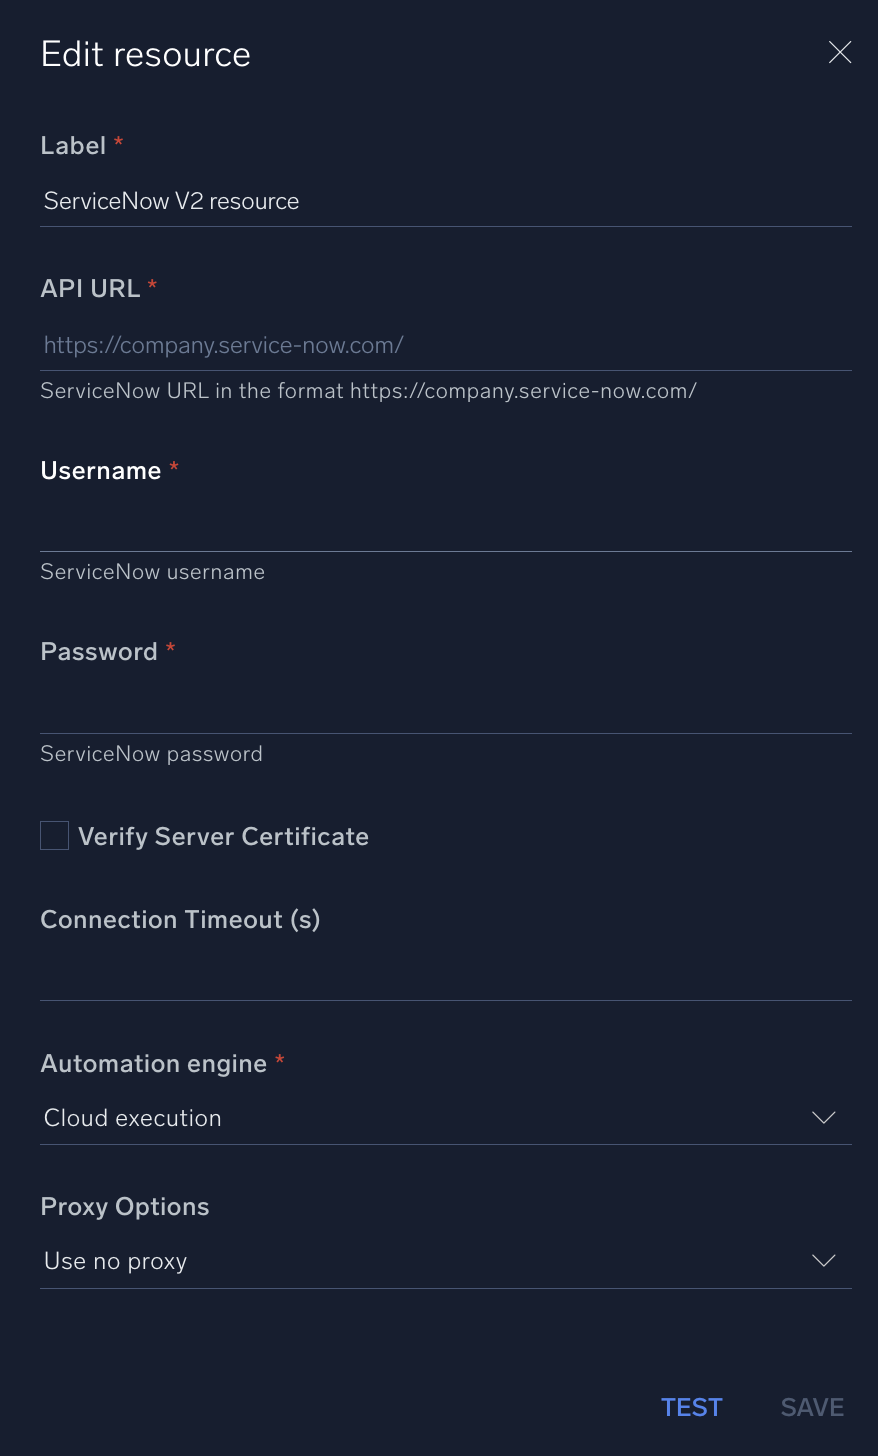 Edit resource
Label *
ServiceNow V2 resource
API URL *
https://company.service-now.com/
ServiceNow URL in the format https://company.service-now.com/
Username *
ServiceNow username
Password *
ServiceNow password
Verify Server Certificate
Connection Timeout (s)
Automation engine *
Cloud execution
Proxy Options
Use no proxy
TEST SAVE